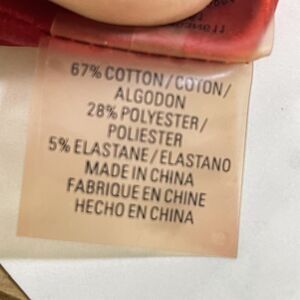 67% COTTON/COTON/
ALGODON
28% POLYESTER/
POLIESTER
5% ELASTANE/ELASTANO
MADE IN CHINA
FABRIQUE EN CHINE
HECHO EN CHINA